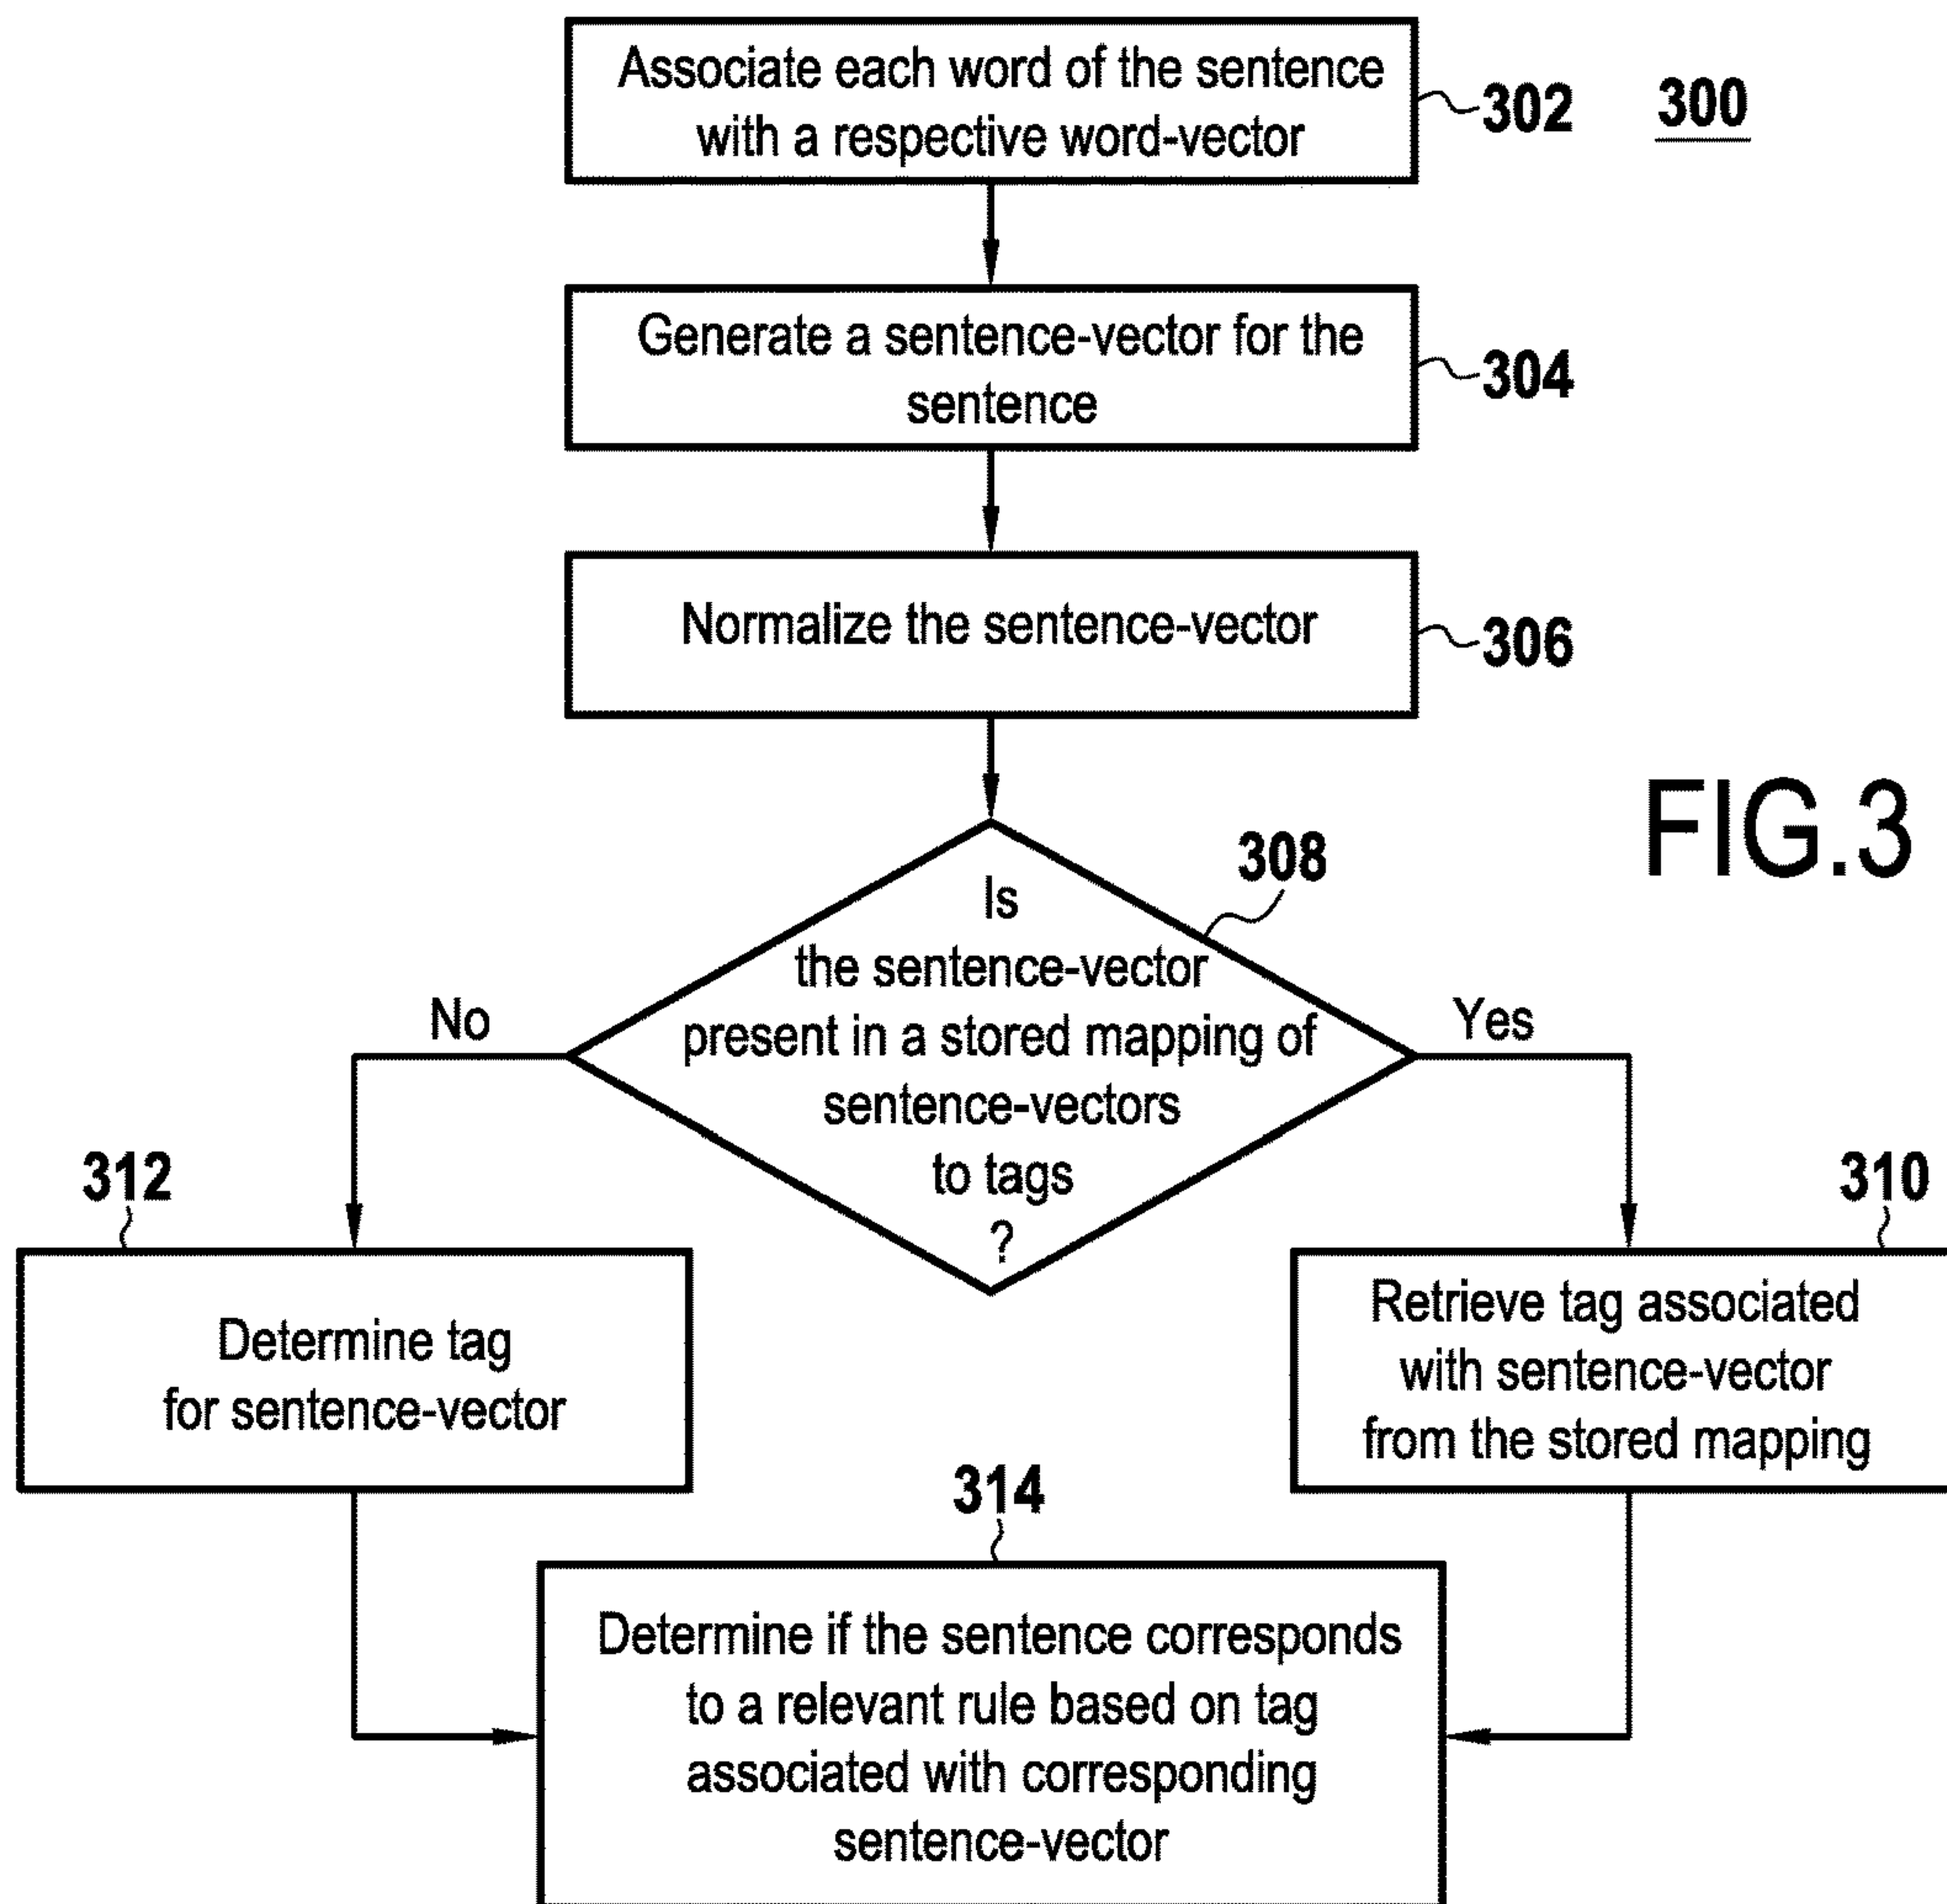 Associate each word of the sentence
with a respective word-vector
302
300
Generate a sentence-vector for the
sentence
304
Normalize the sentence-vector
306
FIG.3
308
Is
the sentence-vector
present in a stored mapping of
sentence-vectors
to tags
?
No
Yes
312
310
Determine tag
for sentence-vector
Retrieve tag associated
with sentence-vector
from the stored mapping
314
Determine if the sentence corresponds
to a relevant rule based on tag
associated with corresponding
sentence-vector